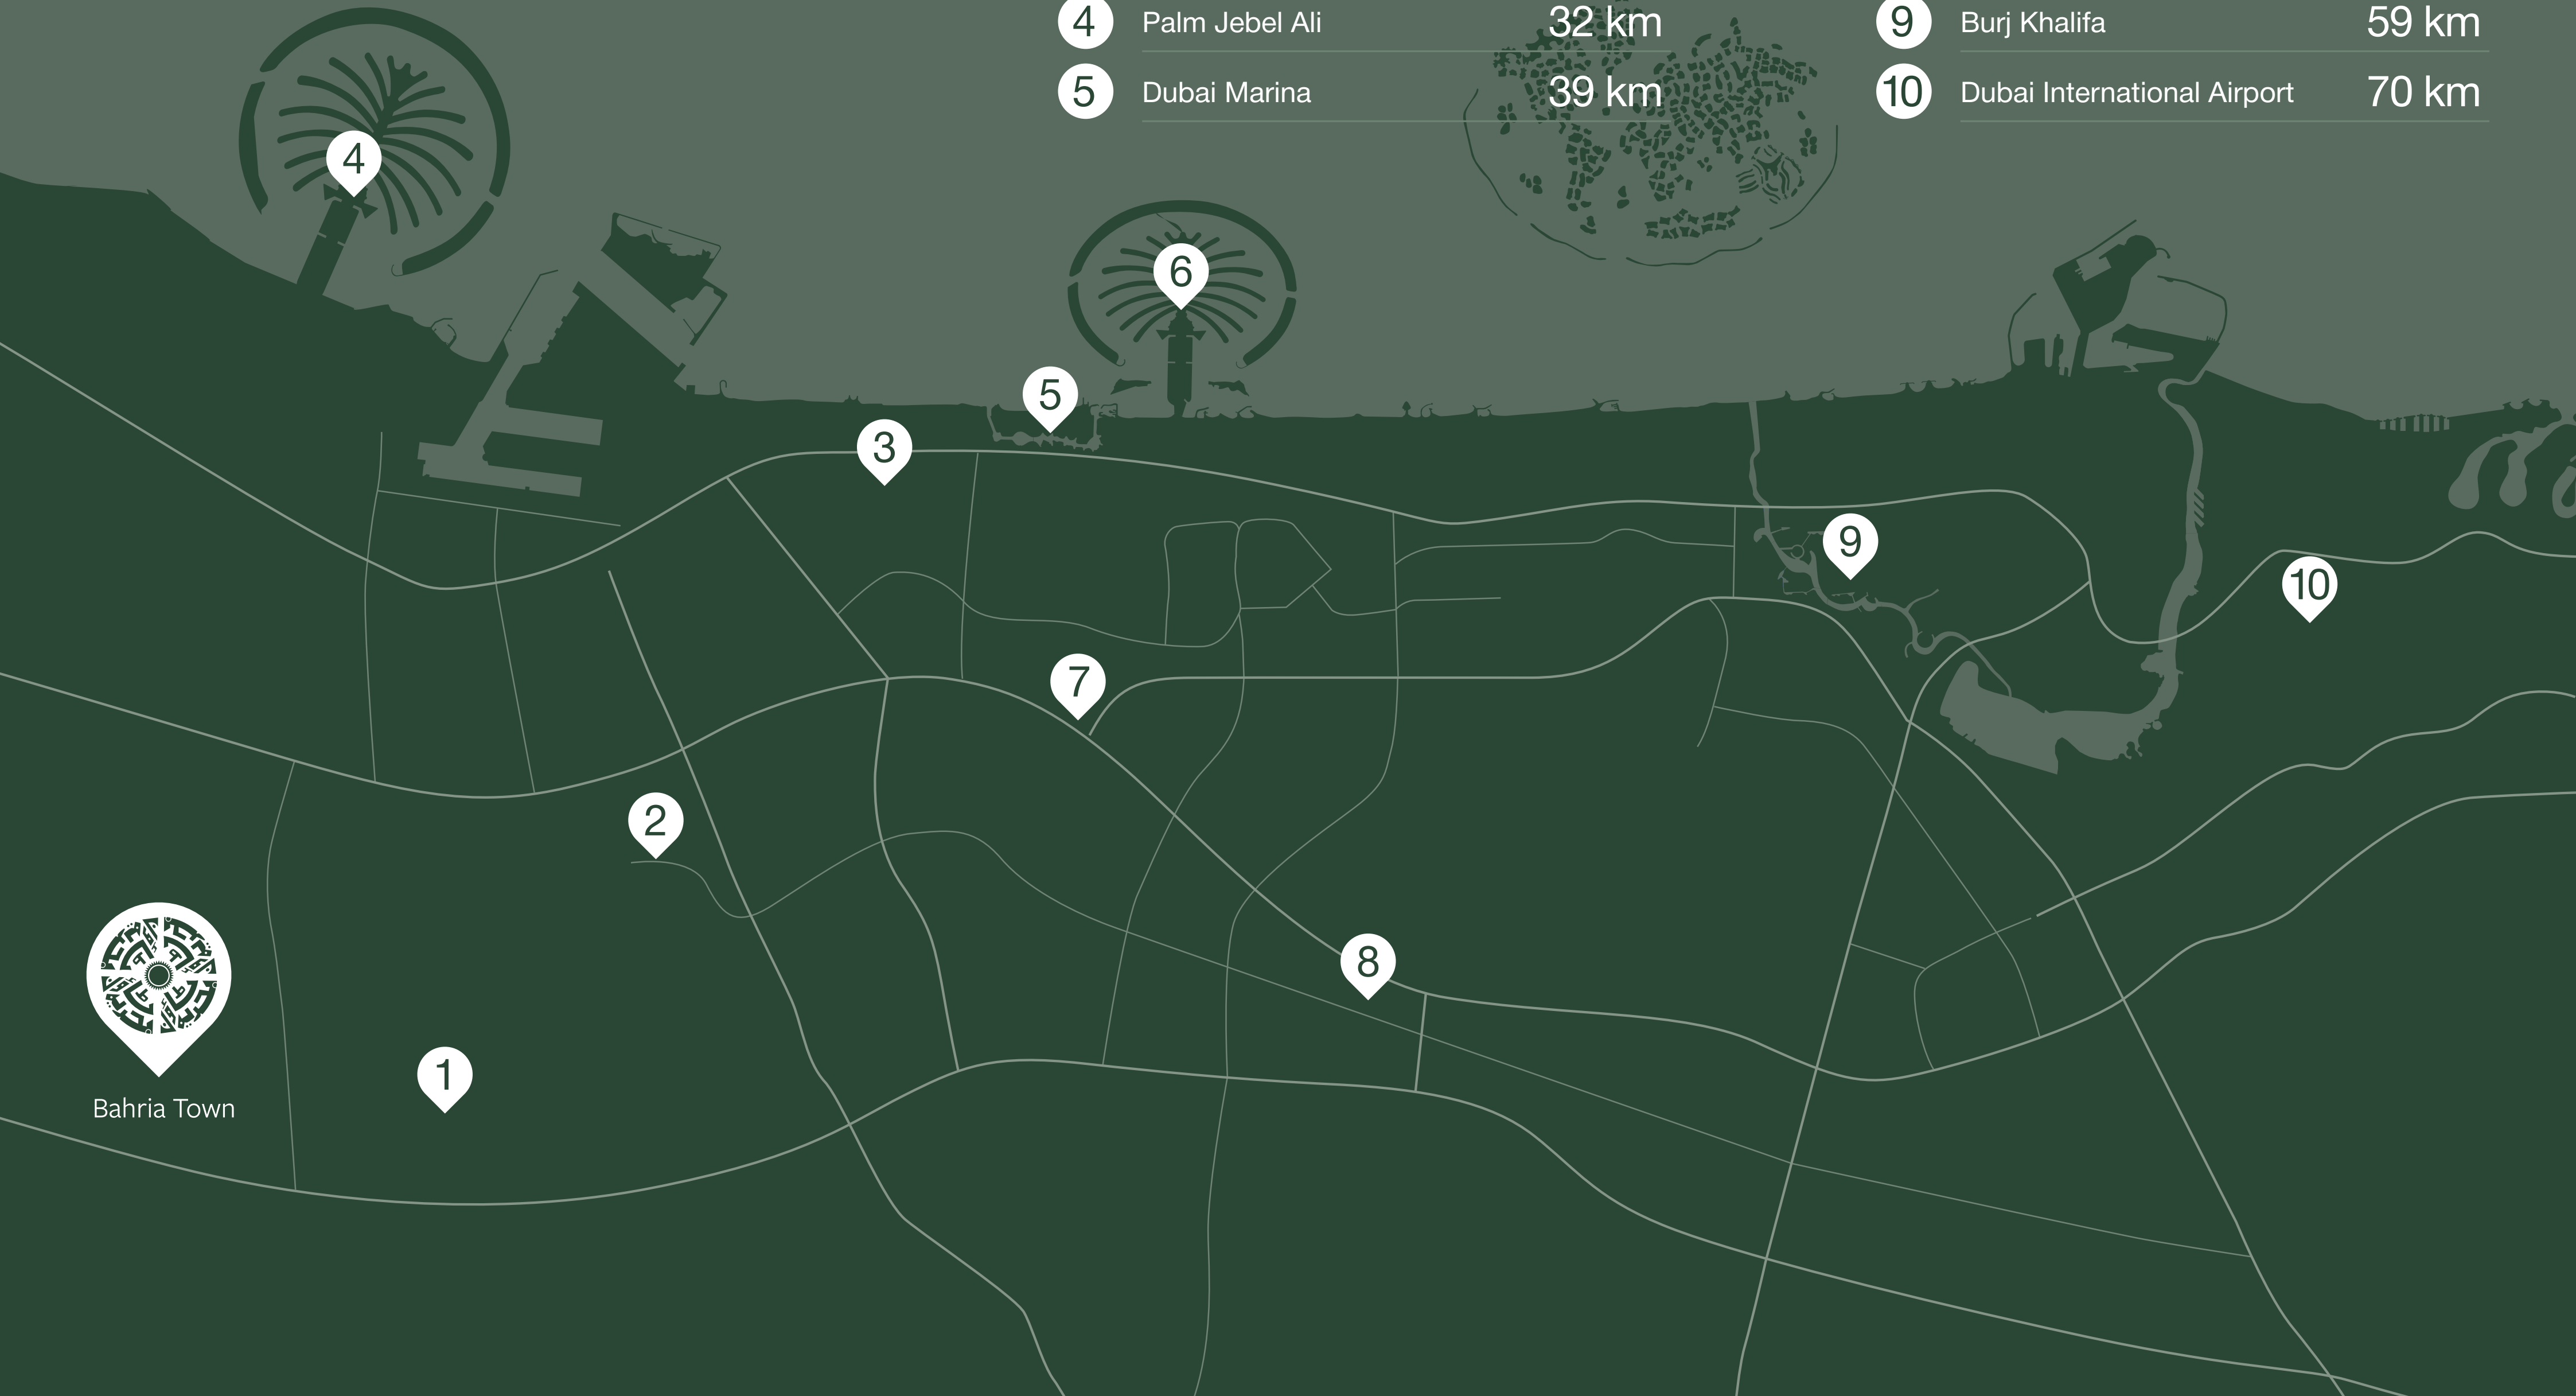 4 Palm Jebel Ali 32 km
5 Dubai Marina 39 km
9 Burj Khalifa 59 km
10 Dubai International Airport 70 km
4
6
5
3
9
10
7
2
8
1
Bahria Town